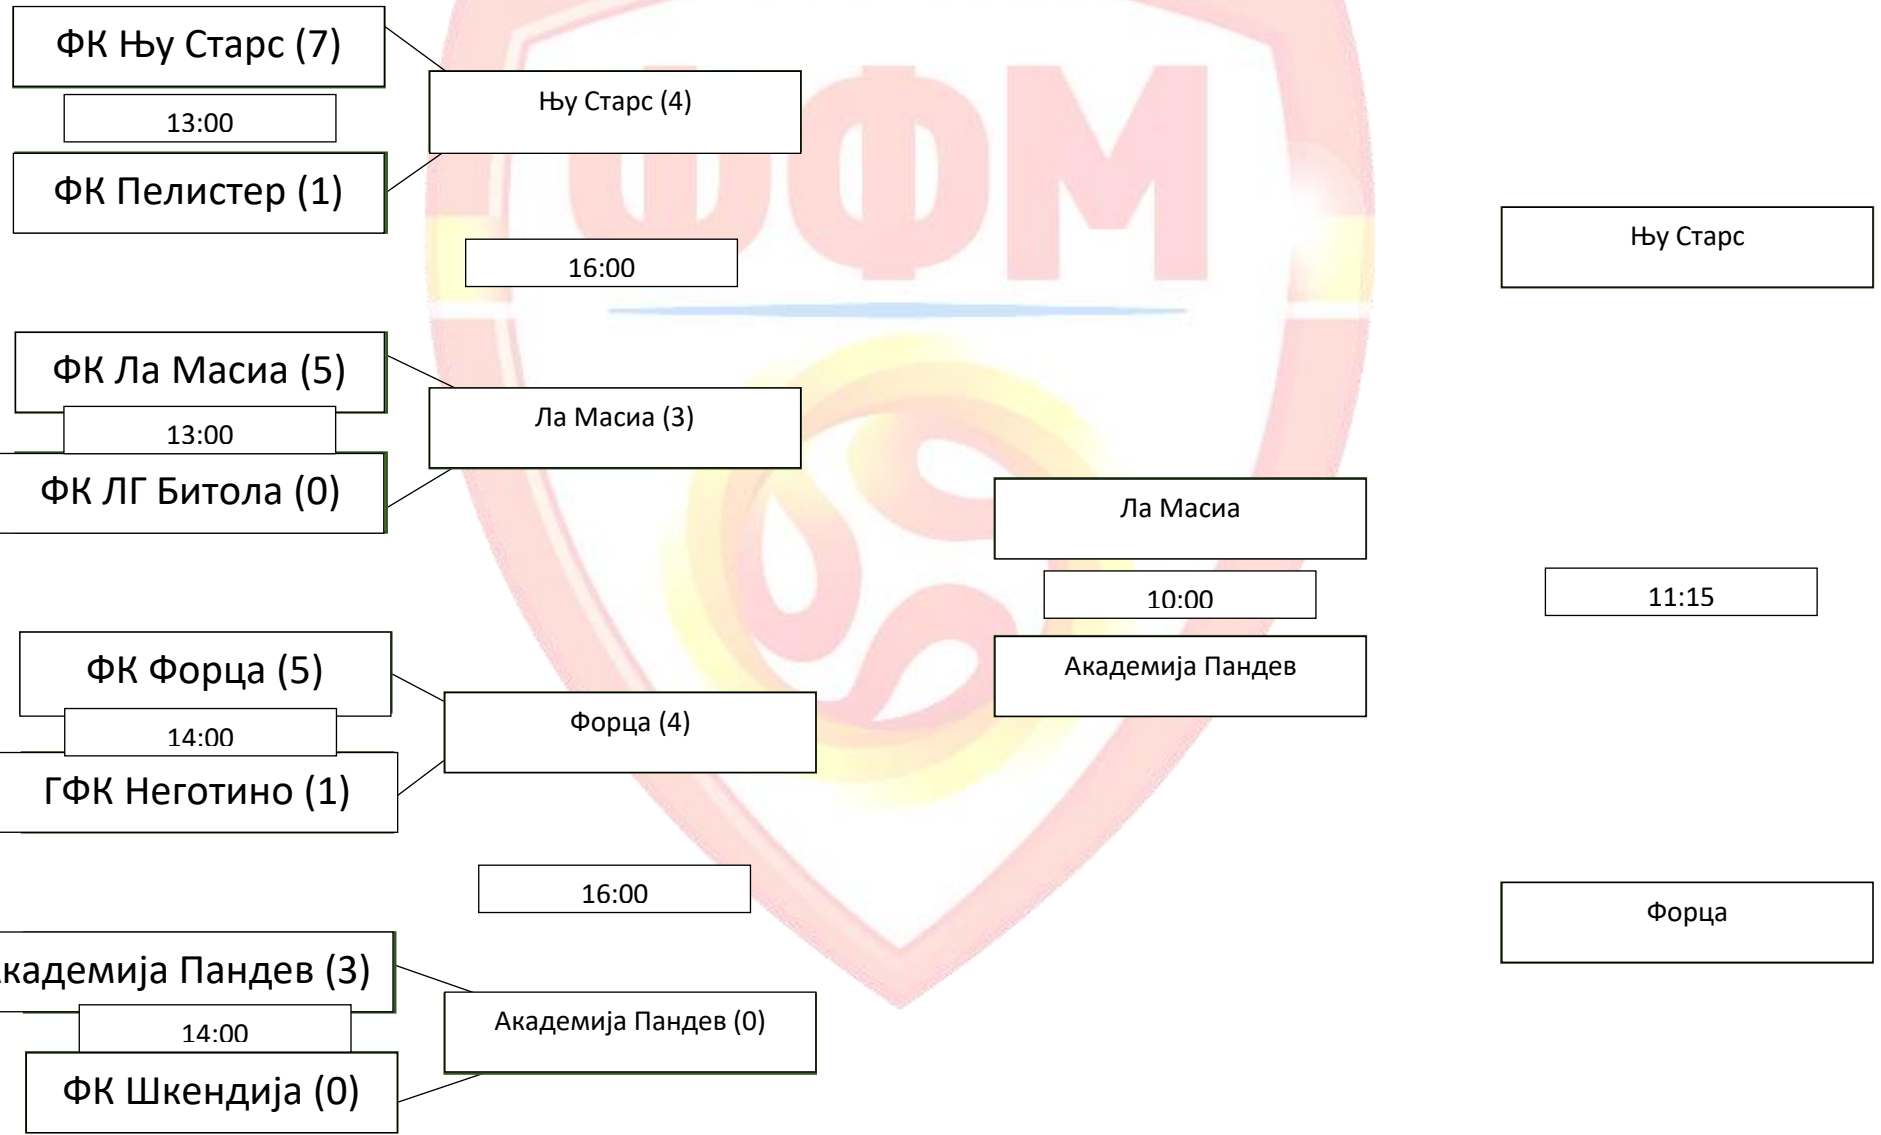 ФК Њу Старс (7)
13:00
ФК Пелистер (1)
ФК Ла Масиа (5)
13:00
ФК ЛГ Битола (0)
ФК Форца (5)
14:00
ГФК Неготино (1)
кадемија Пандев (3)
14:00
ФК Шкендија (0)
Њу Старс (4)
16:00
Ла Масиа (3)
Форца (4)
16:00
Академија Пандев (0)
Ла Масиа
10:00
Академија Пандев
Њу Старс
11:15
Форца
ФФМ